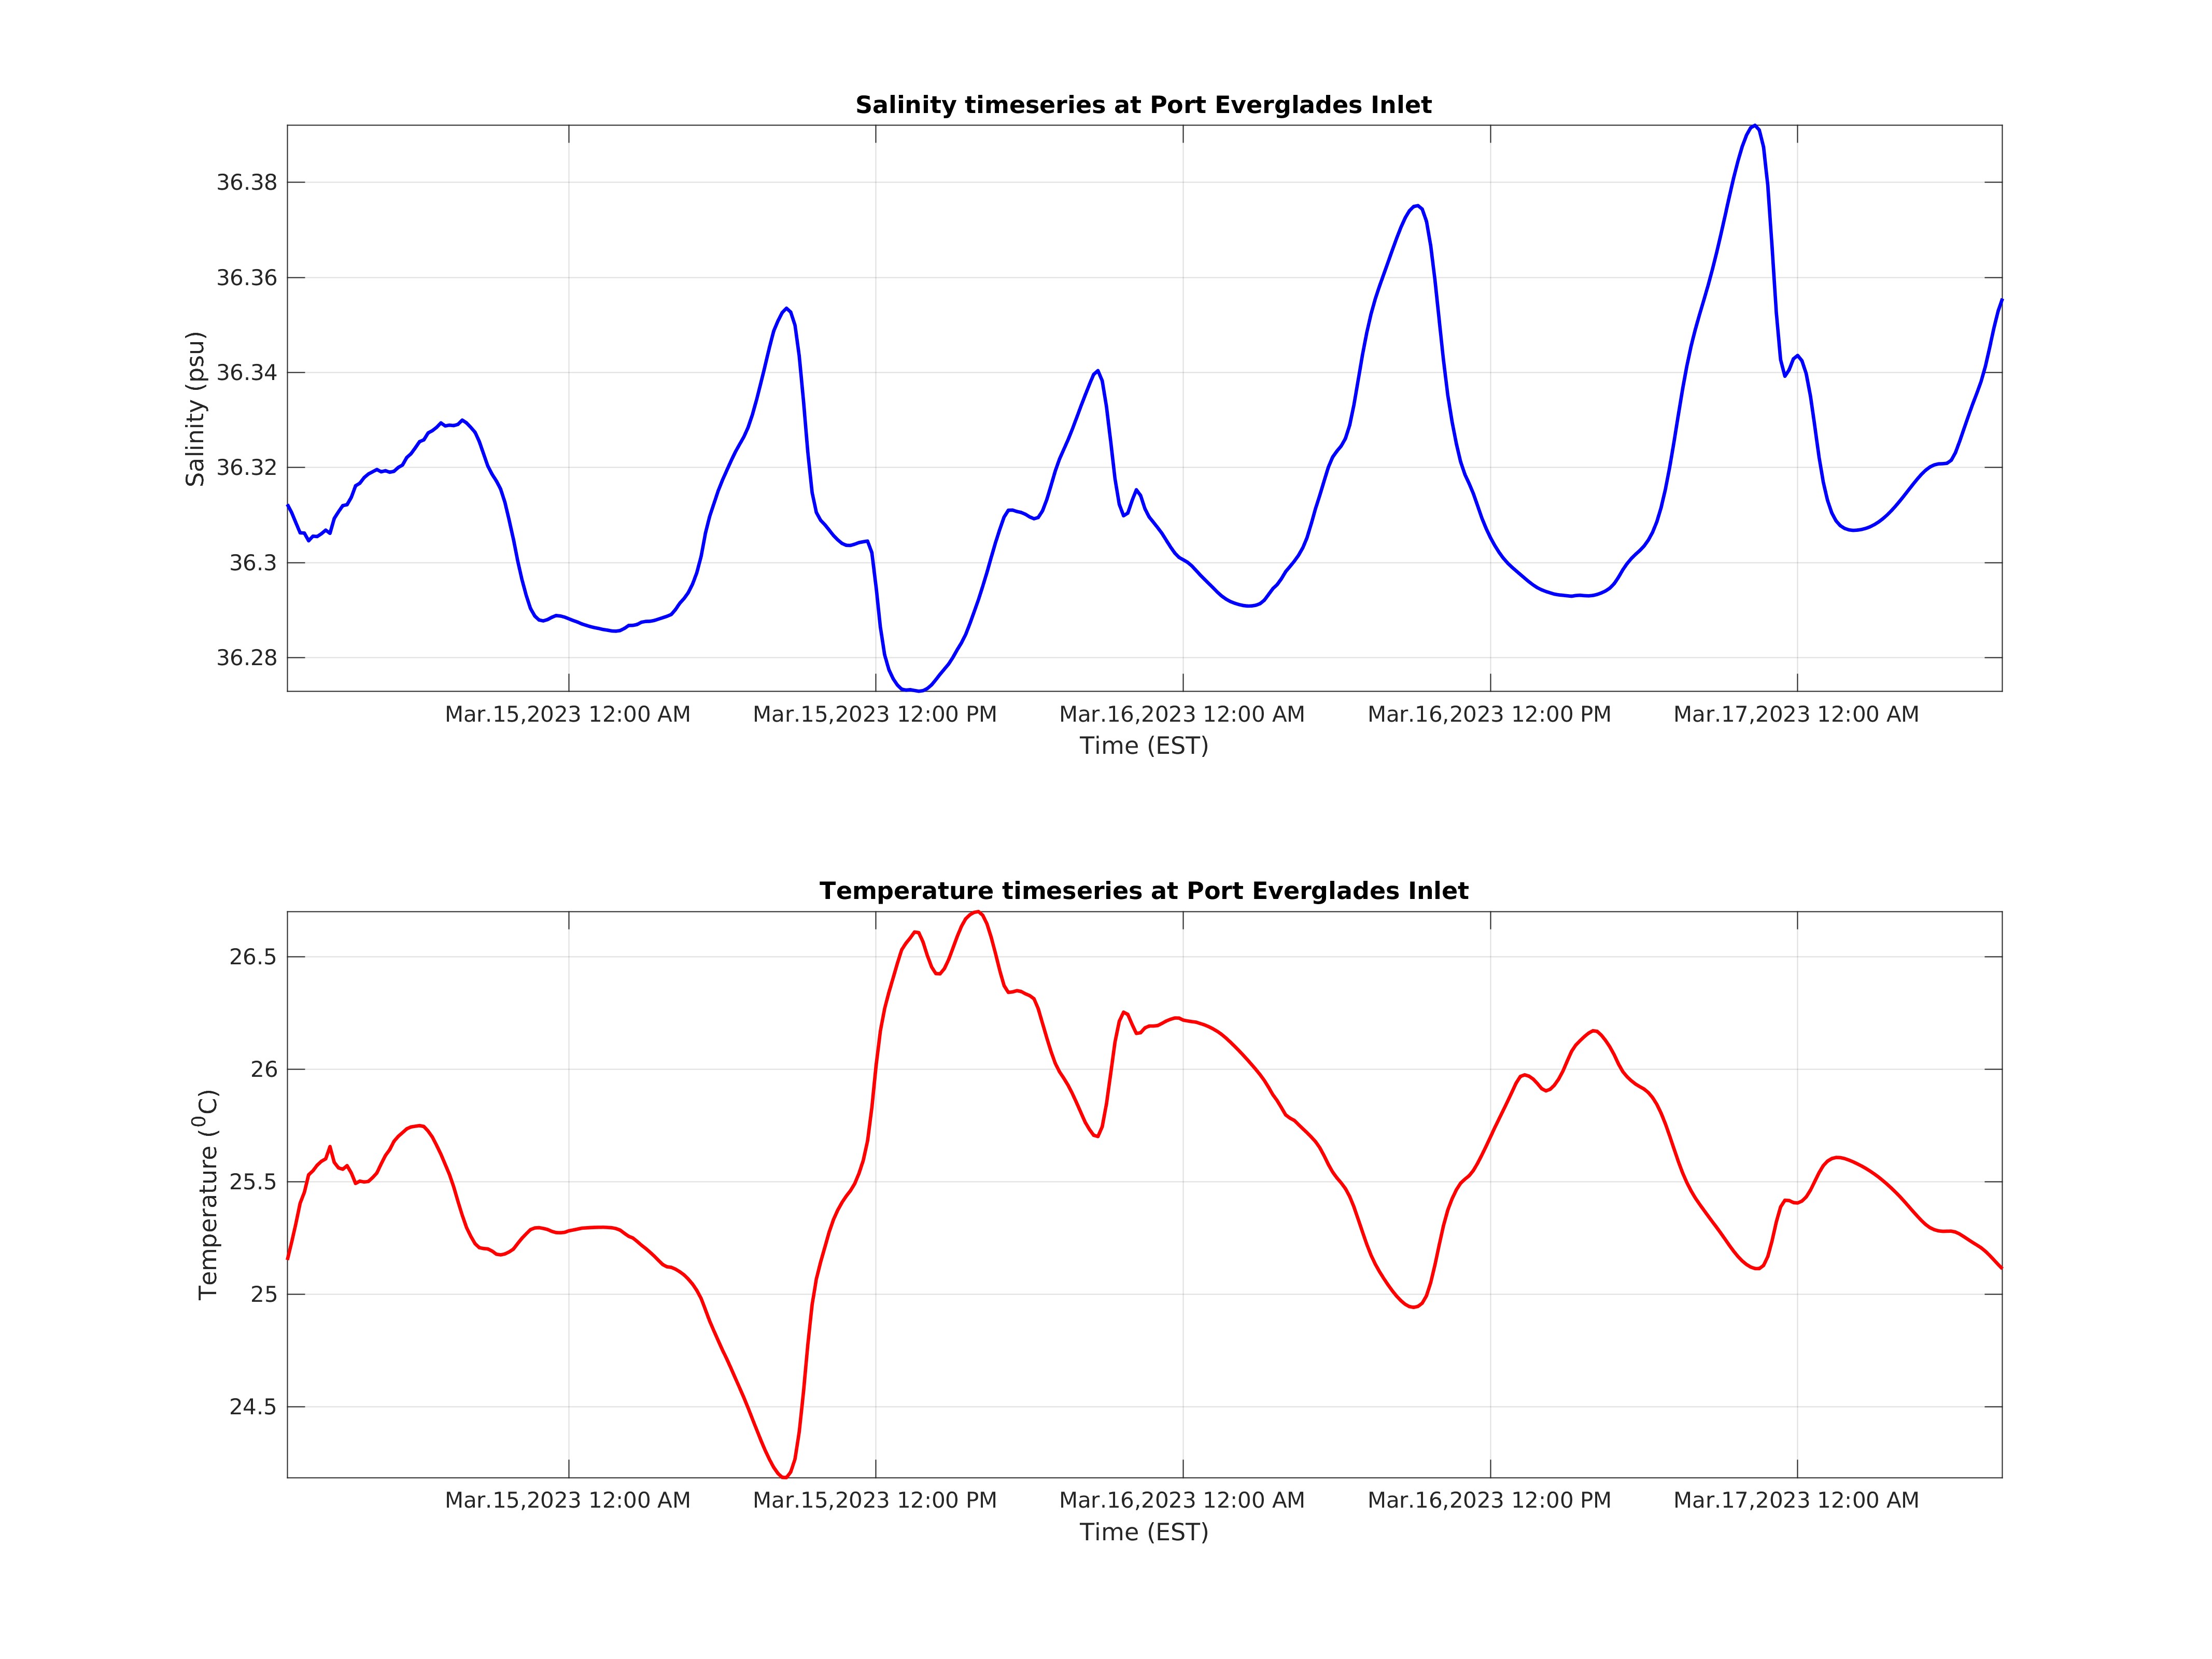 Salinity timeseries at Port Everglades Inlet
36.38
36.36
36.34
36.32
36.3
36.28
Salinity (psu)
Mar.15,2023 12:00 AM Mar.15,2023 12:00 PM Mar.16,2023 12:00 AM Mar.16,2023 12:00 PM Mar.17,2023 12:00 AM
Time (EST)
Temperature timeseries at Port Everglades Inlet
26.5
26
25.5
25
24.5
Temperature (⁰C)
Mar.15,2023 12:00 AM Mar.15,2023 12:00 PM Mar.16,2023 12:00 AM Mar.16,2023 12:00 PM Mar.17,2023 12:00 AM
Time (EST)